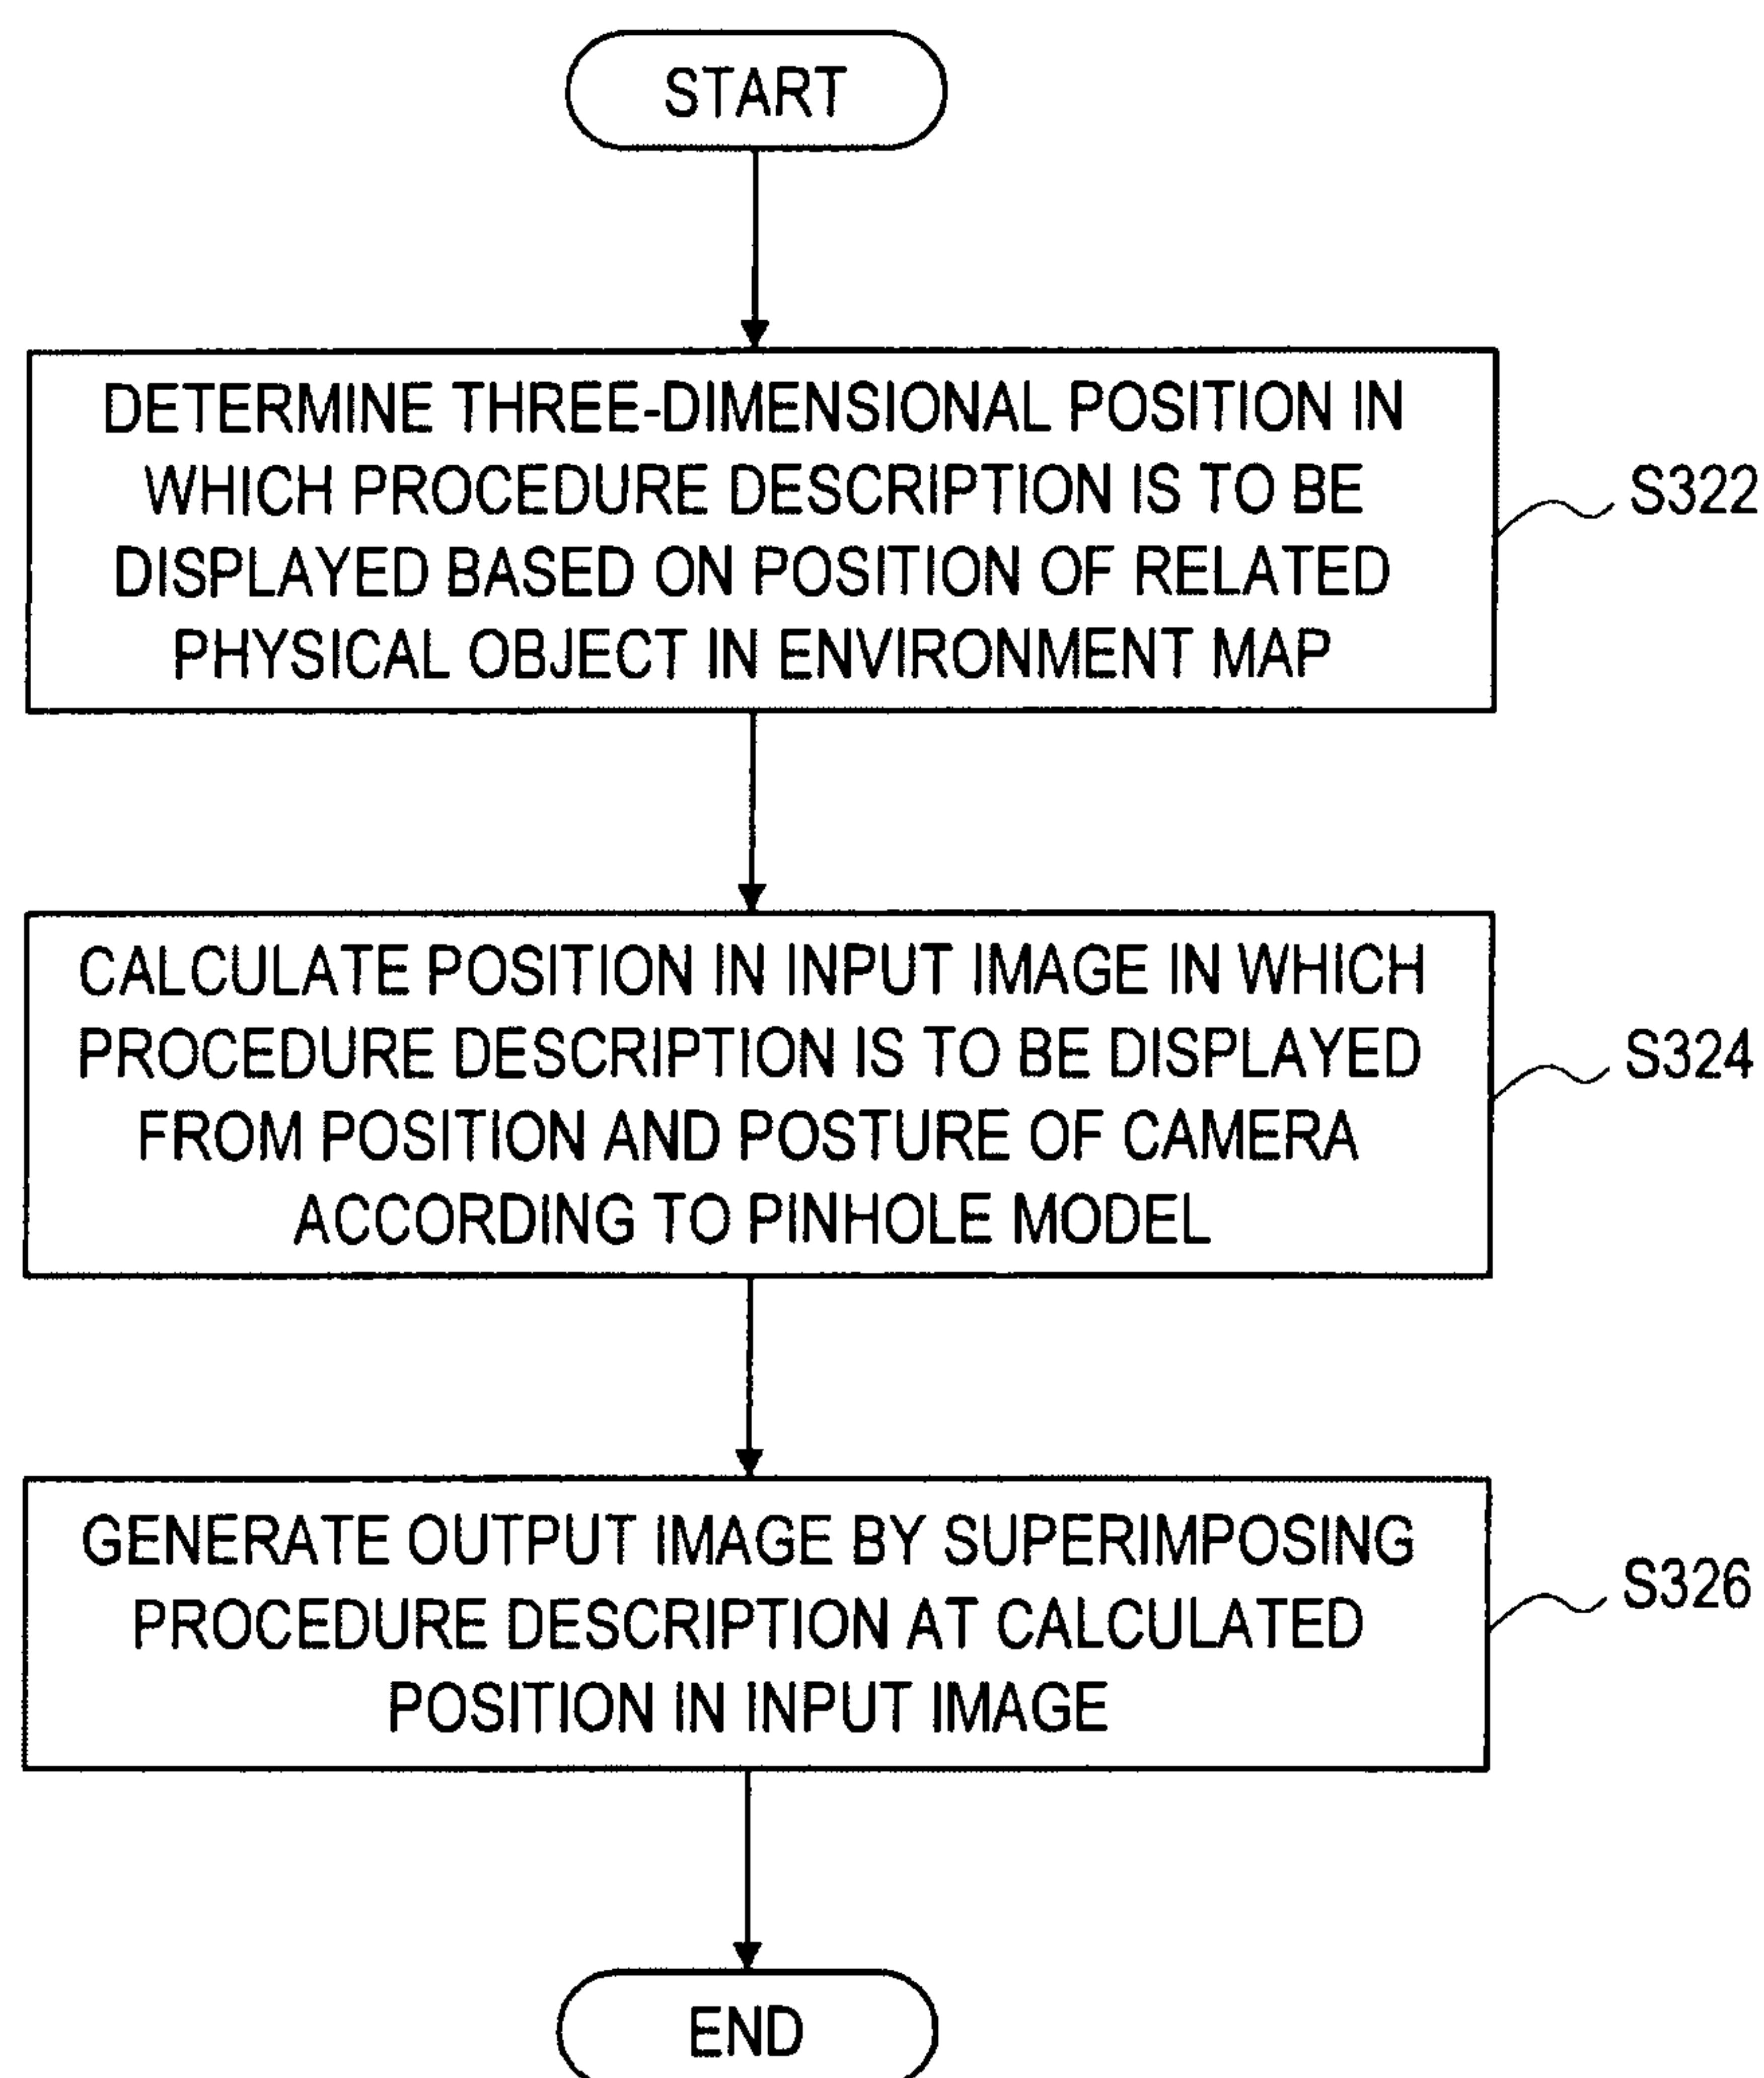 START
DETERMINE THREE-DIMENSIONAL POSITION IN
WHICH PROCEDURE DESCRIPTION IS TO BE
DISPLAYED BASED ON POSITION OF RELATED
PHYSICAL OBJECT IN ENVIRONMENT MAP
S322
CALCULATE POSITION IN INPUT IMAGE IN WHICH
PROCEDURE DESCRIPTION IS TO BE DISPLAYED
FROM POSITION AND POSTURE OF CAMERA
ACCORDING TO PINHOLE MODEL
S324
GENERATE OUTPUT IMAGE BY SUPERIMPOSING
PROCEDURE DESCRIPTION AT CALCULATED
POSITION IN INPUT IMAGE
S326
END